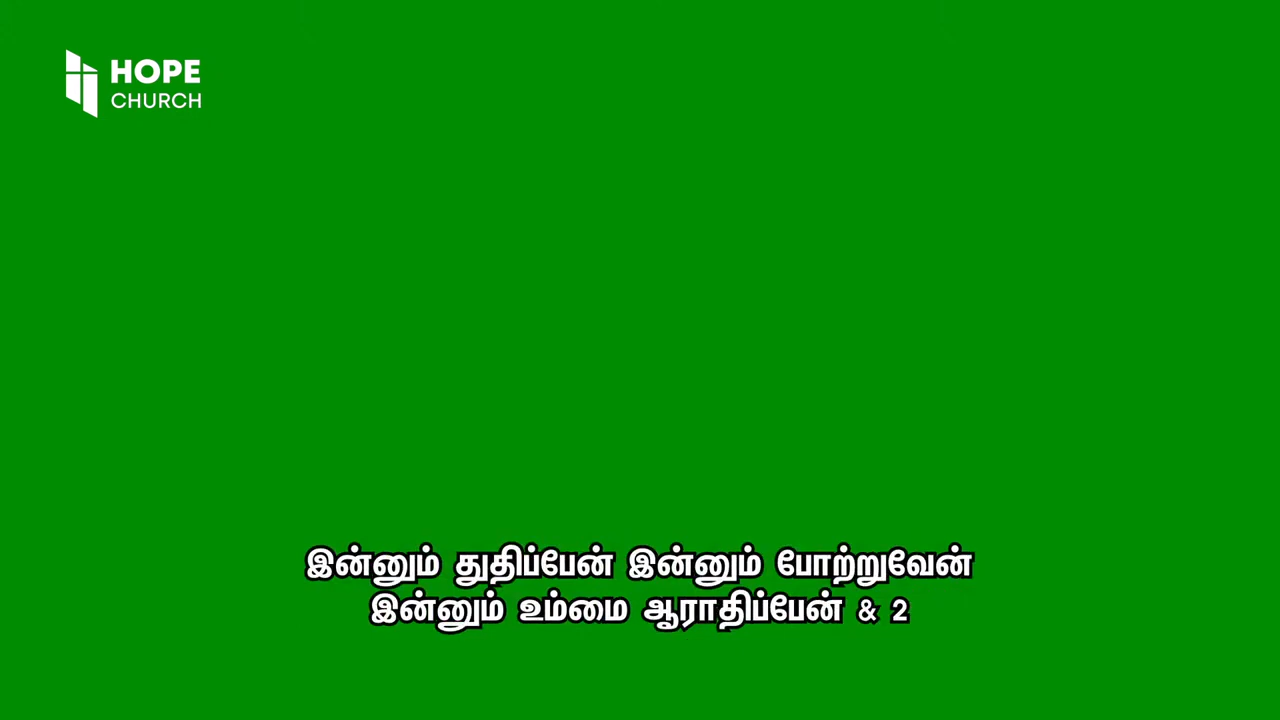 HOPE
CHURCH
இன்னும் துதிப்பேன் இன்னும் போற்றுவேன்
இன்னும் உம்மை ஆராதிப்பேன் & 2